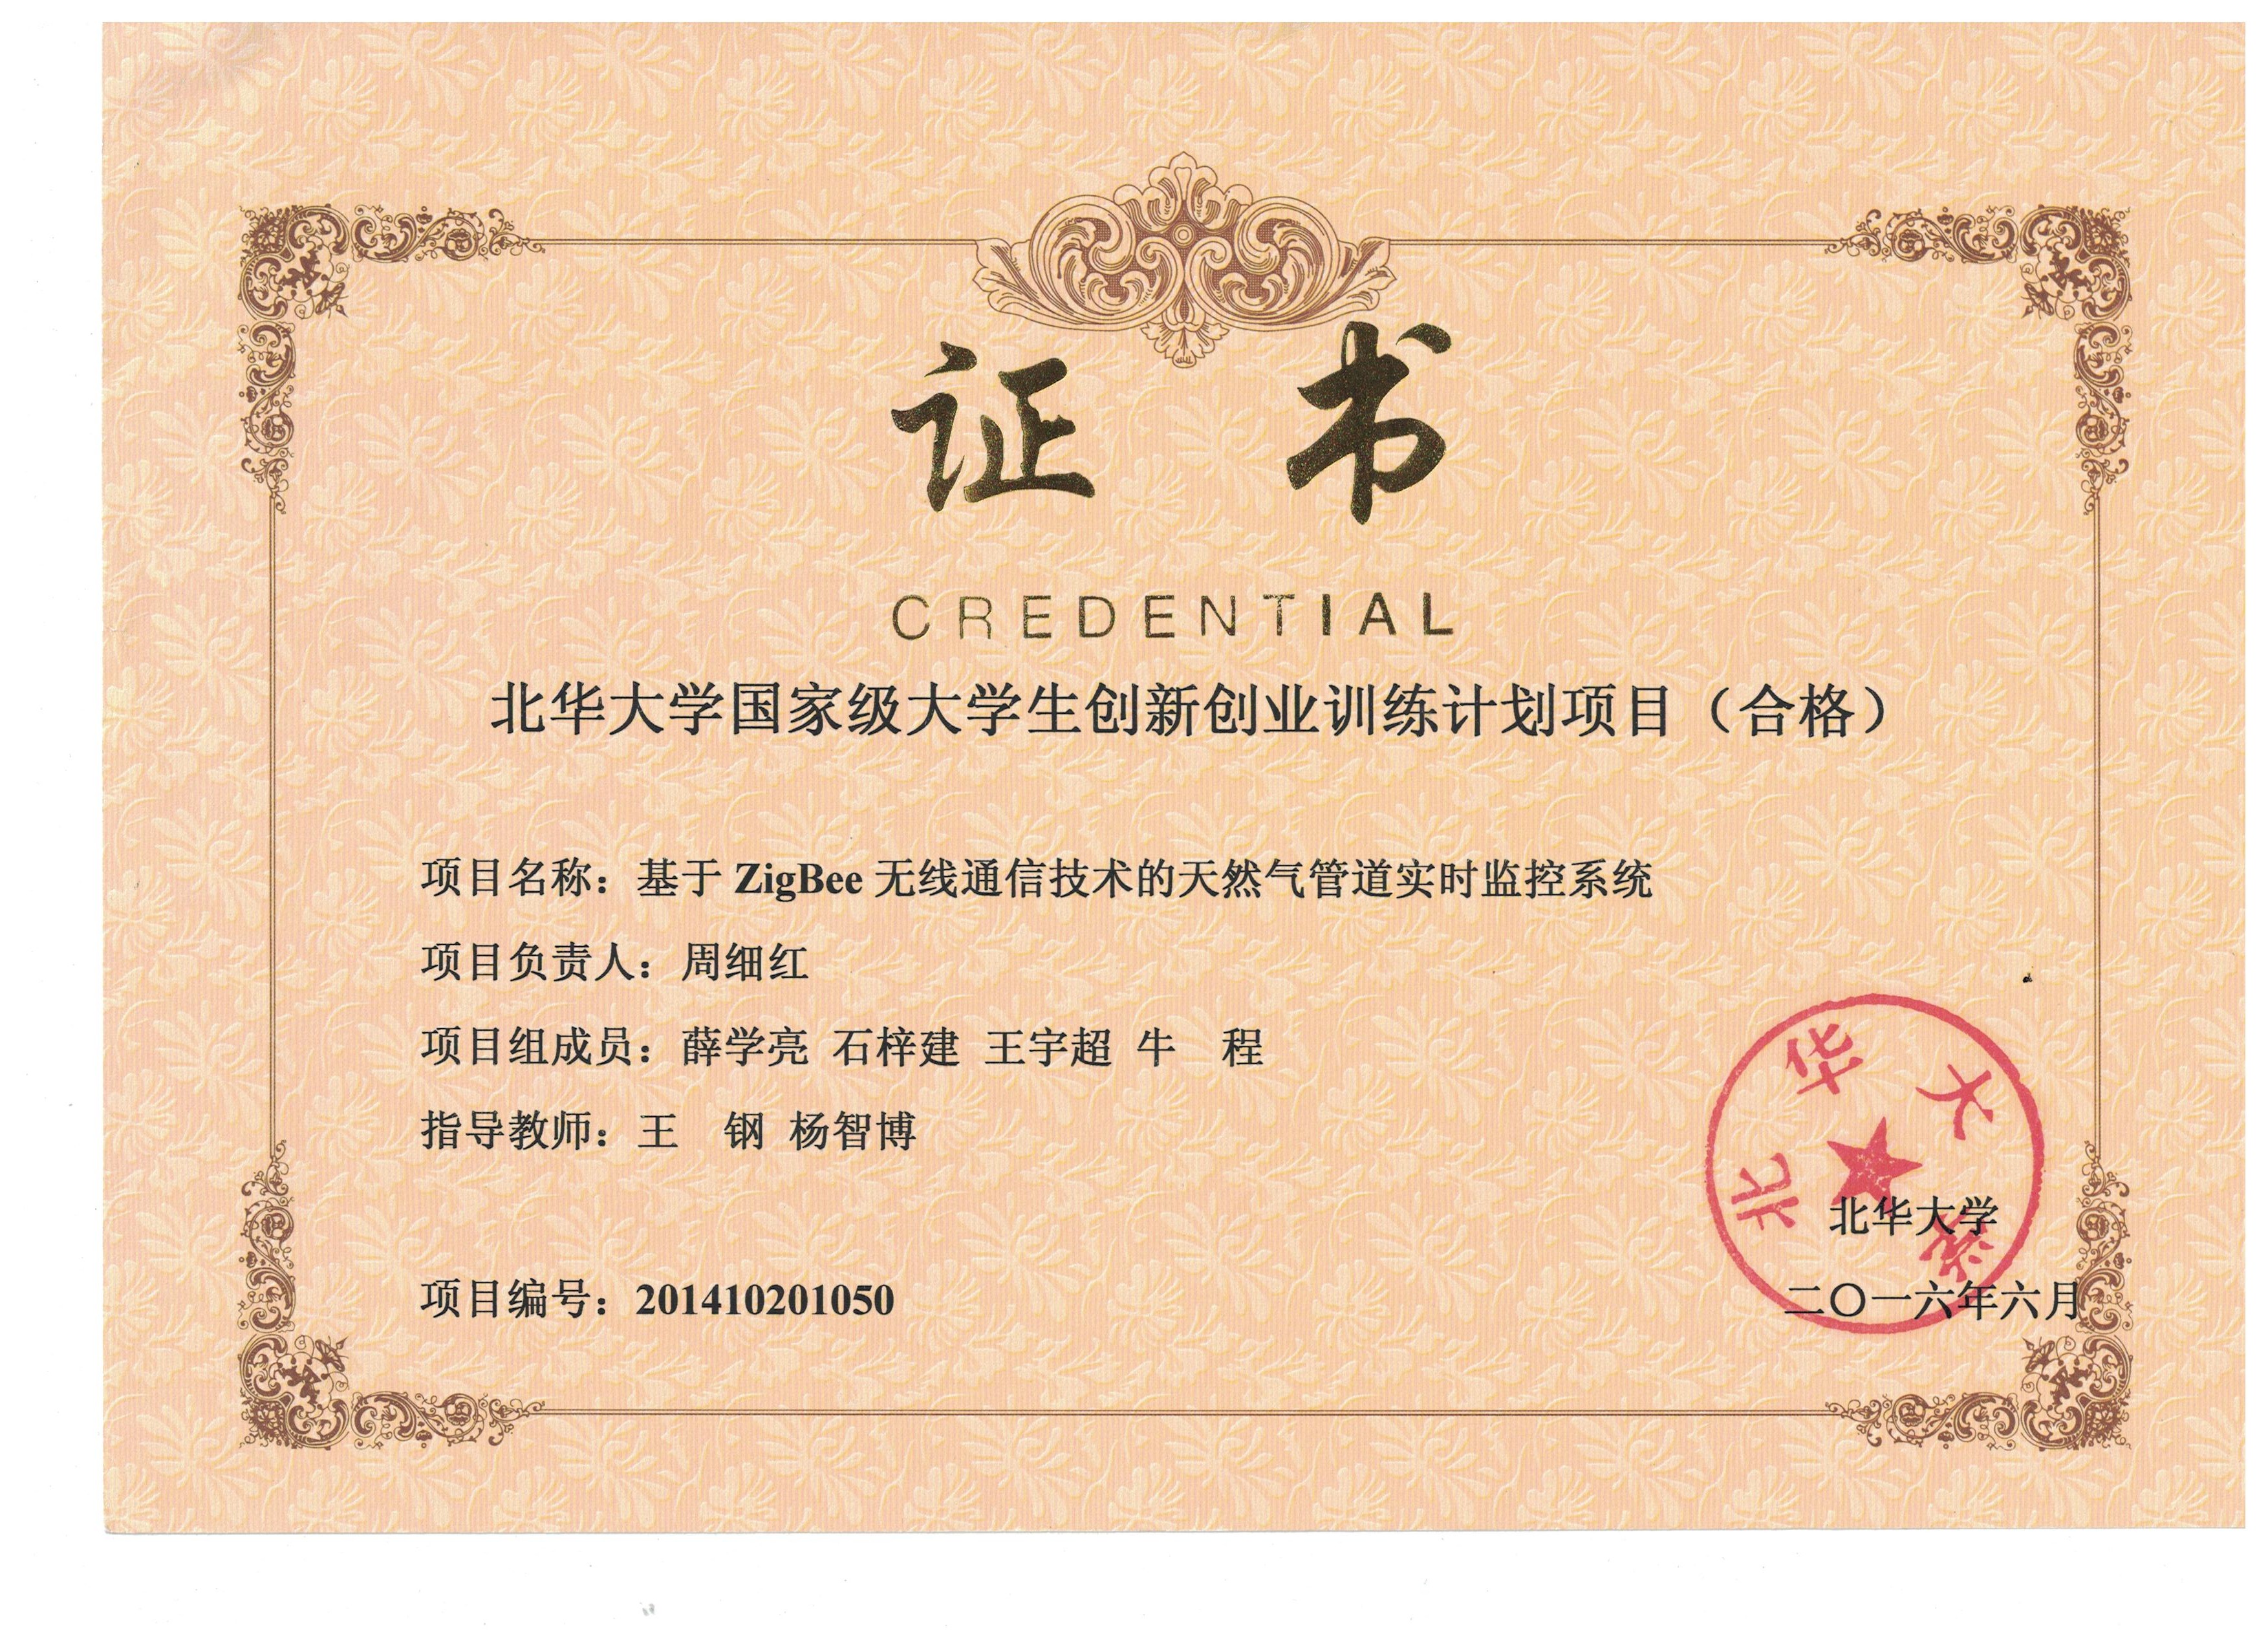 证 书
CREDENTIAL
北华大学国家级大学生创新创业训练计划项目（合格）
项目名称：基于 ZigBee 无线通信技术的天然气管道实时监控系统
项目负责人：周细红
项目组成员：薛学亮 石梓建 王宇超 牛　程
指导教师：王　钢 杨智博
北华大学
北华大学
项目编号：201410201050
二〇一六年六月